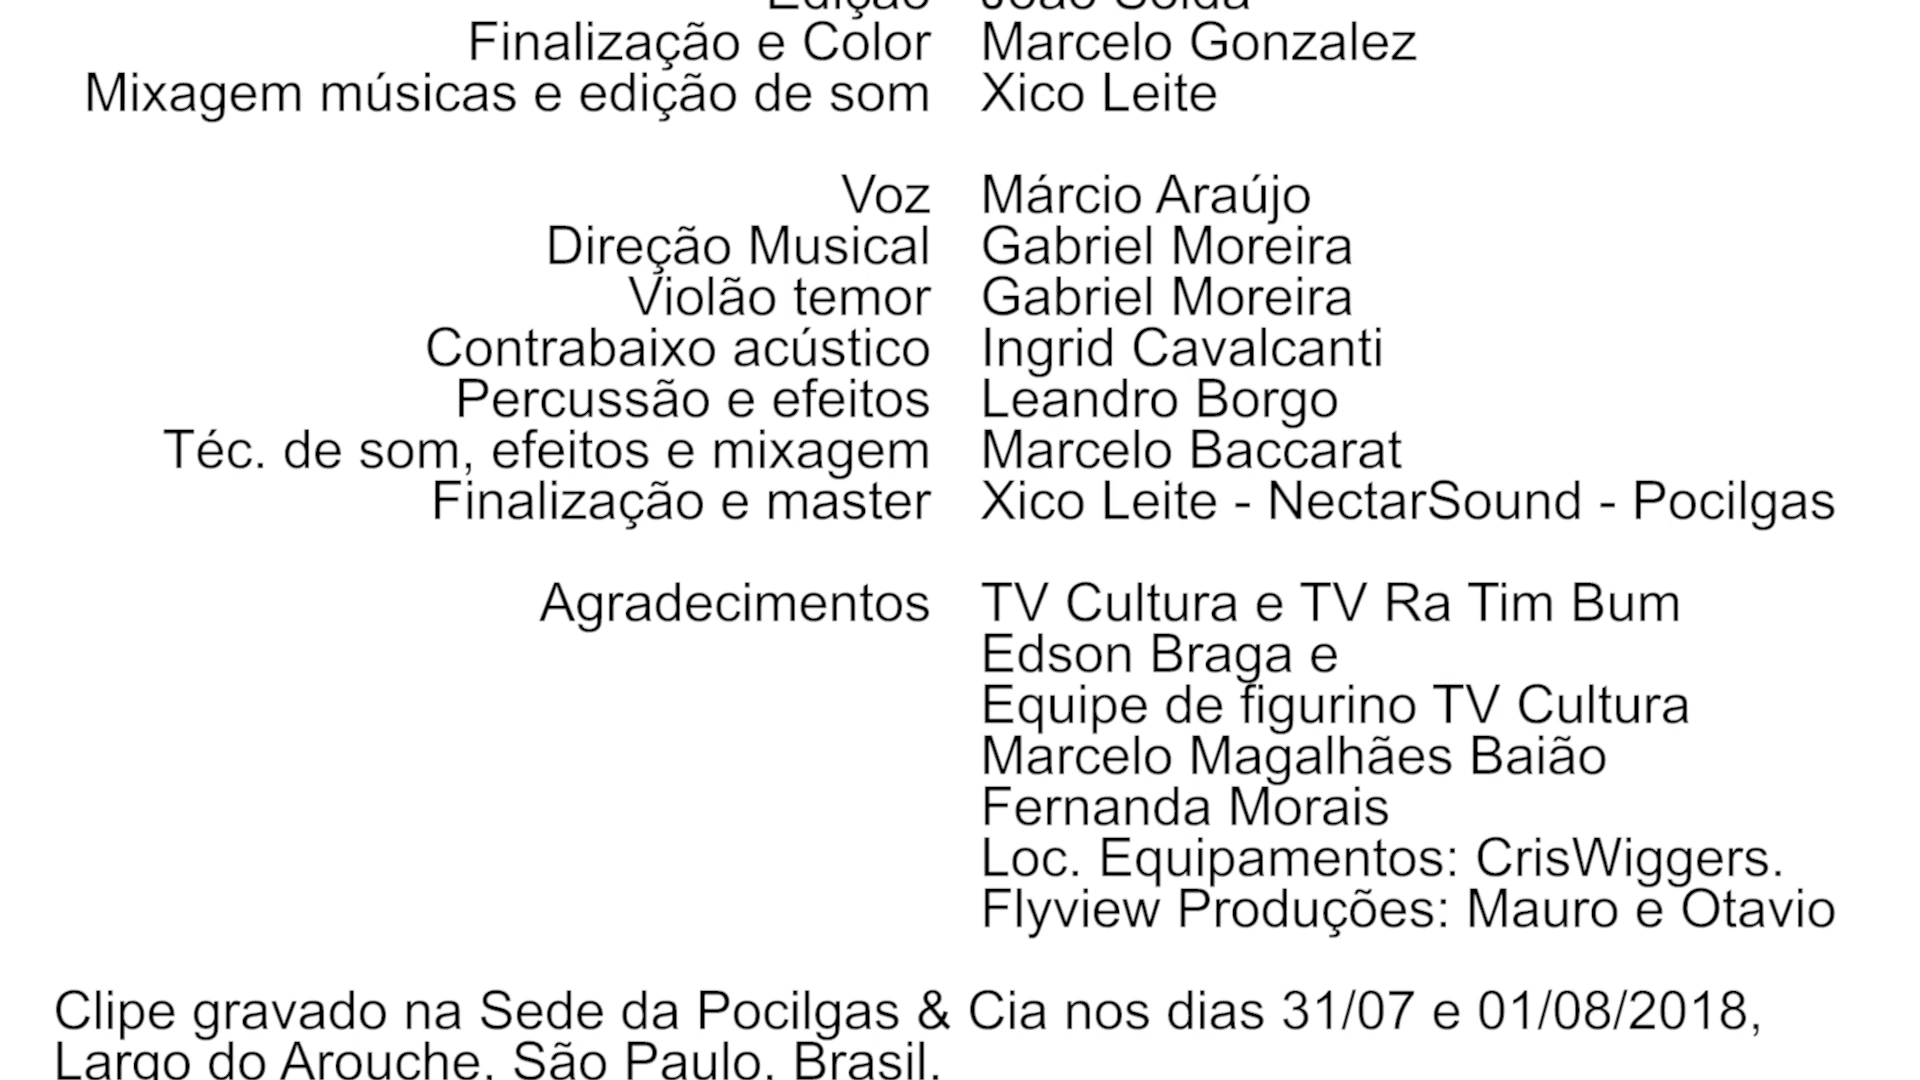 Edição João Solda
Finalização e Color Marcelo Gonzalez
Mixagem músicas e edição de som Xico Leite
Voz Márcio Araújo
Direção Musical Gabriel Moreira
Violão temor Gabriel Moreira
Contrabaixo acústico Ingrid Cavalcanti
Percussão e efeitos Leandro Borgo
Téc. de som, efeitos e mixagem Marcelo Baccarat
Finalização e master Xico Leite - NectarSound - Pocilgas
Agradecimentos TV Cultura e TV Ra Tim Bum
Edson Braga e
Equipe de figurino TV Cultura
Marcelo Magalhães Baião
Fernanda Morais
Loc. Equipamentos: CrisWiggers.
Flyview Produções: Mauro e Otavio
Clipe gravado na Sede da Pocilgas & Cia nos dias 31/07 e 01/08/2018,
Largo do Arouche. São Paulo. Brasil.